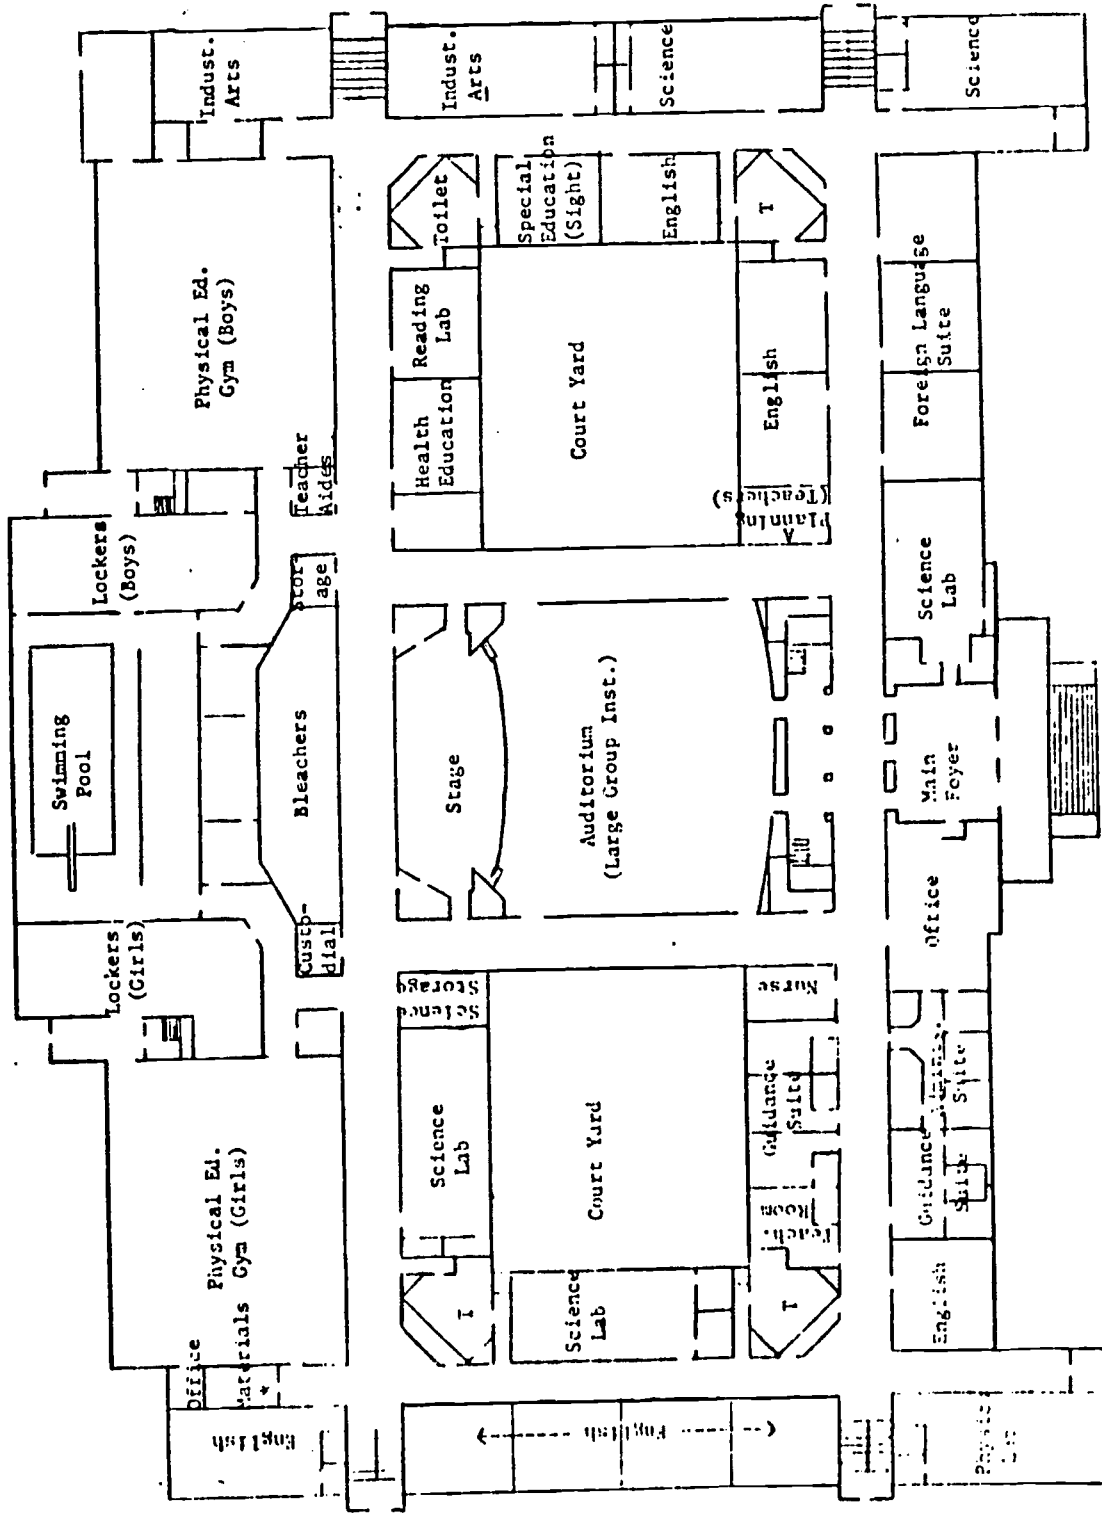 Indust.
Arts
Physical Ed.
Gym (Boys)
Teacher
Aides
Lockers
(Boys)
Stor-
age
Swimming
Pool
Bleachers
Lockers
(Girls)
Custo-
dial
Physical Ed.
Gym (Girls)
Office
Materials
*
English
Indust.
Arts
Toilet
Reading
Lab
Health
Education
Stage
Science
Storage
Science
Lab
T
Special
Education
(Sight)
Court Yard
Auditorium
(Large Group Inst.)
Court Yard
Science
Lab
English
Science
English
T
English
Planning
(Teachers)
A
Nurse
Guidance
Suite
Teach.
Room
T
Science
Foreign Language
Suite
Science
Lab
Main
Foyer
Office
Suite
Guidance
Suite
English